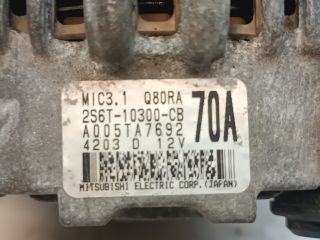 MIC3.1 Q80RA
2S6T-10300-CB
70A
A005TA7692
4203 D 12V
MITSUBISHI ELECTRIC CORP.(JAPAN)